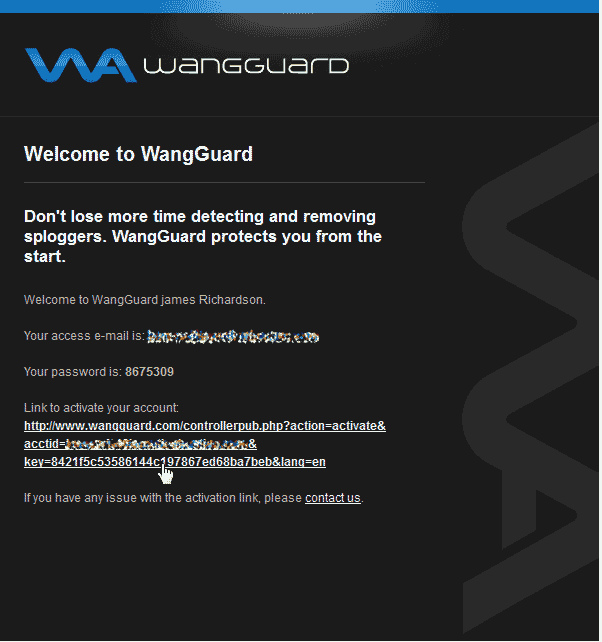 WA WANGGUARD
Welcome to WangGuard
Don't lose more time detecting and removing
sploggers. WangGuard protects you from the
start.
Welcome to WangGuard james Richardson.
Your access e-mail is:
Your password is: 8675309
Link to activate your account:
http://www.wangguard.com/controllerpub.php?action=activate&
acctid=&
key=8421f5c53586144c197867ed68ba7beb&lang=en
If you have any issue with the activation link, please contact us.